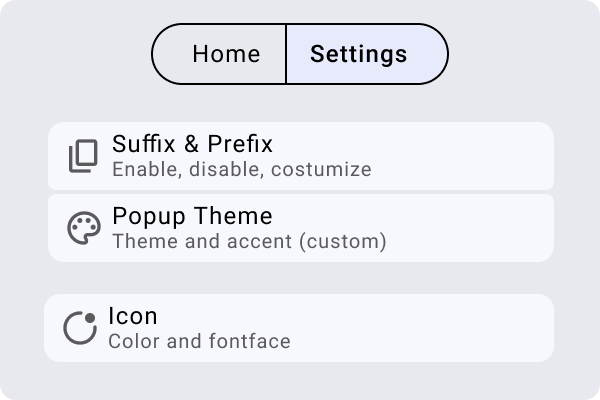 Home
Settings
Suffix & Prefix
Enable, disable, costumize
Popup Theme
Theme and accent (custom)
Icon
Color and fontface